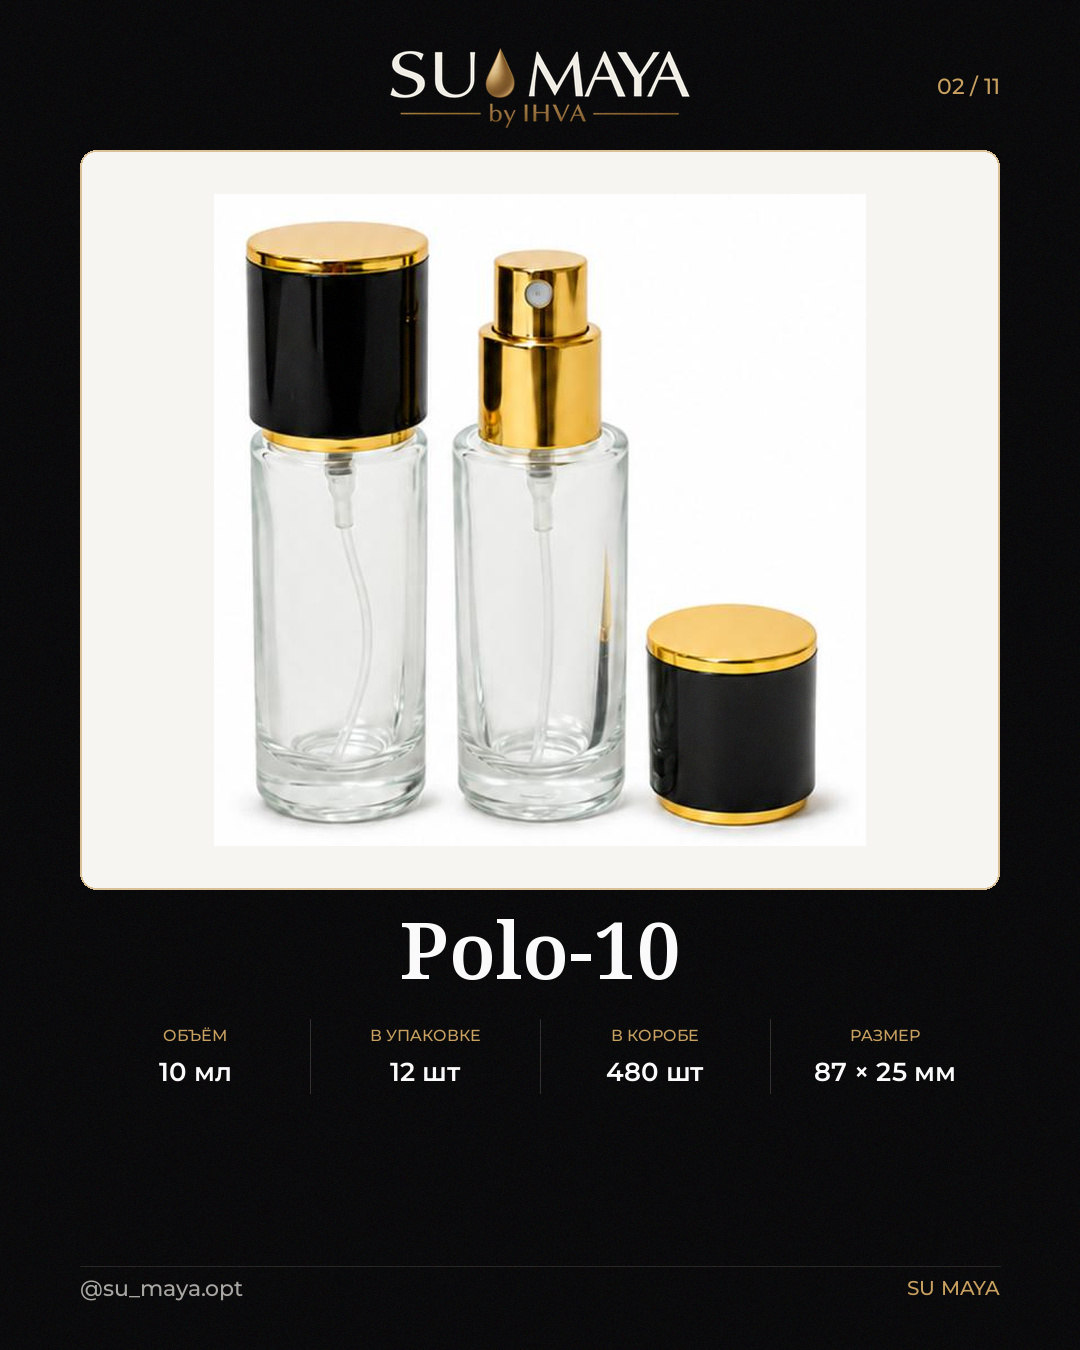 SU MAYA
by IHVA
02 / 11
Polo-10
ОБЪЁМ
10 мл
В УПАКОВКЕ
12 шт
В КОРОБЕ
480 шт
РАЗМЕР
87 × 25 мм
@su_maya.opt
SU MAYA